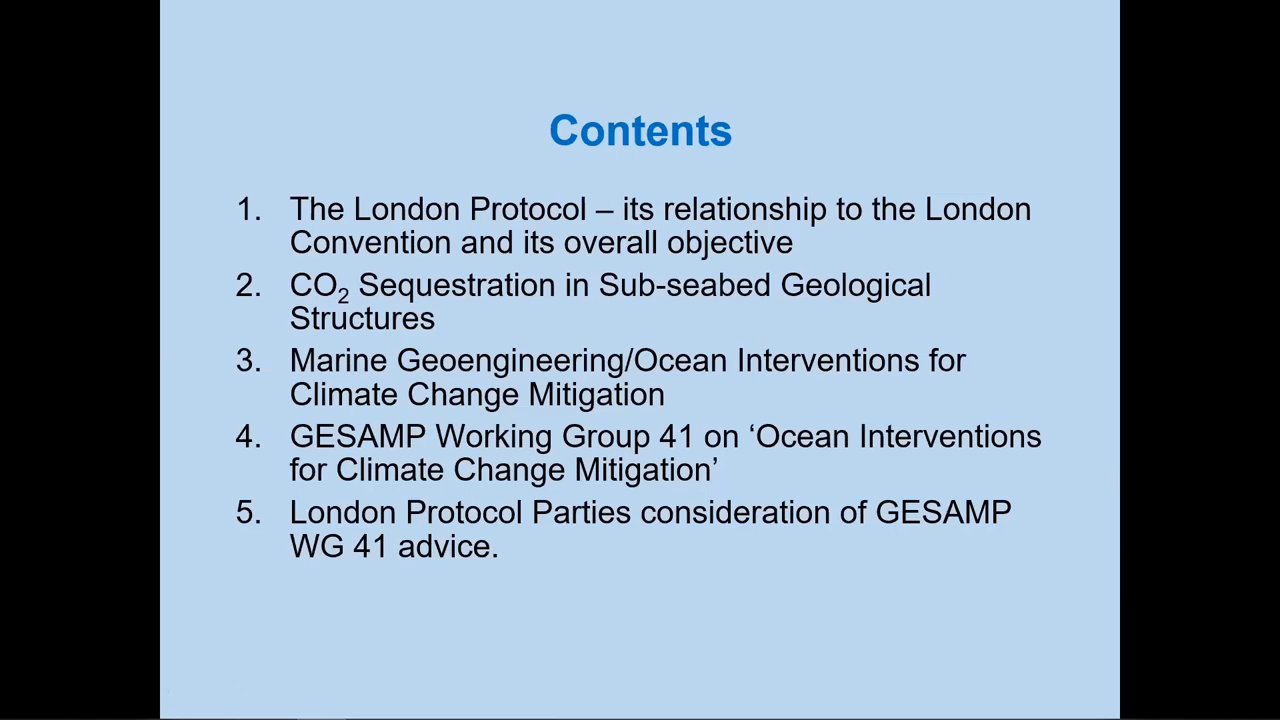 Contents
1. The London Protocol – its relationship to the London
Convention and its overall objective
2. CO₂ Sequestration in Sub-seabed Geological
Structures
3. Marine Geoengineering/Ocean Interventions for
Climate Change Mitigation
4. GESAMP Working Group 41 on ‘Ocean Interventions
for Climate Change Mitigation’
5. London Protocol Parties consideration of GESAMP
WG 41 advice.